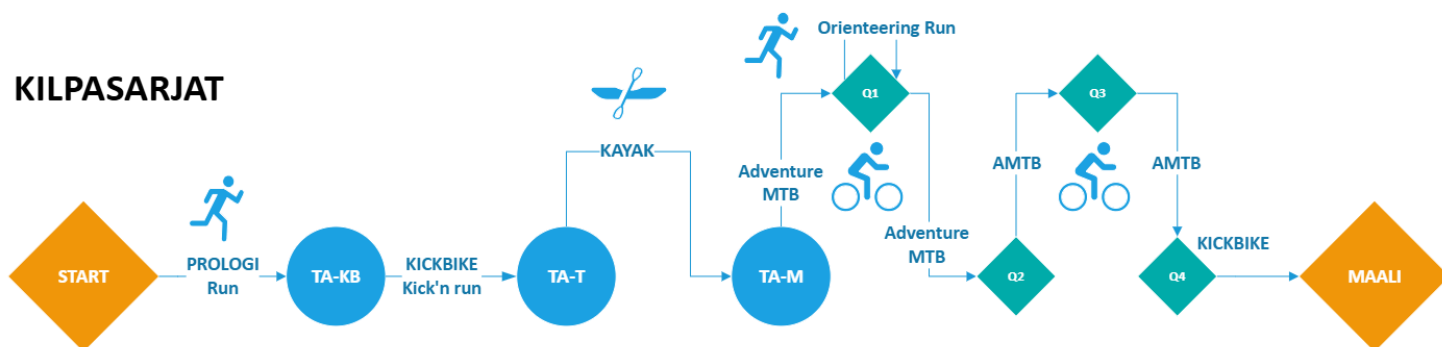 KILPASARJAT
START
PROLOGI
Run
TA-KB
KICKBIKE
Kick'n run
TA-T
KAYAK
TA-M
Adventure
MTB
Orienteering Run
Q1
Adventure
MTB
Q2
AMTB
Q3
AMTB
Q4
KICKBIKE
MAALI